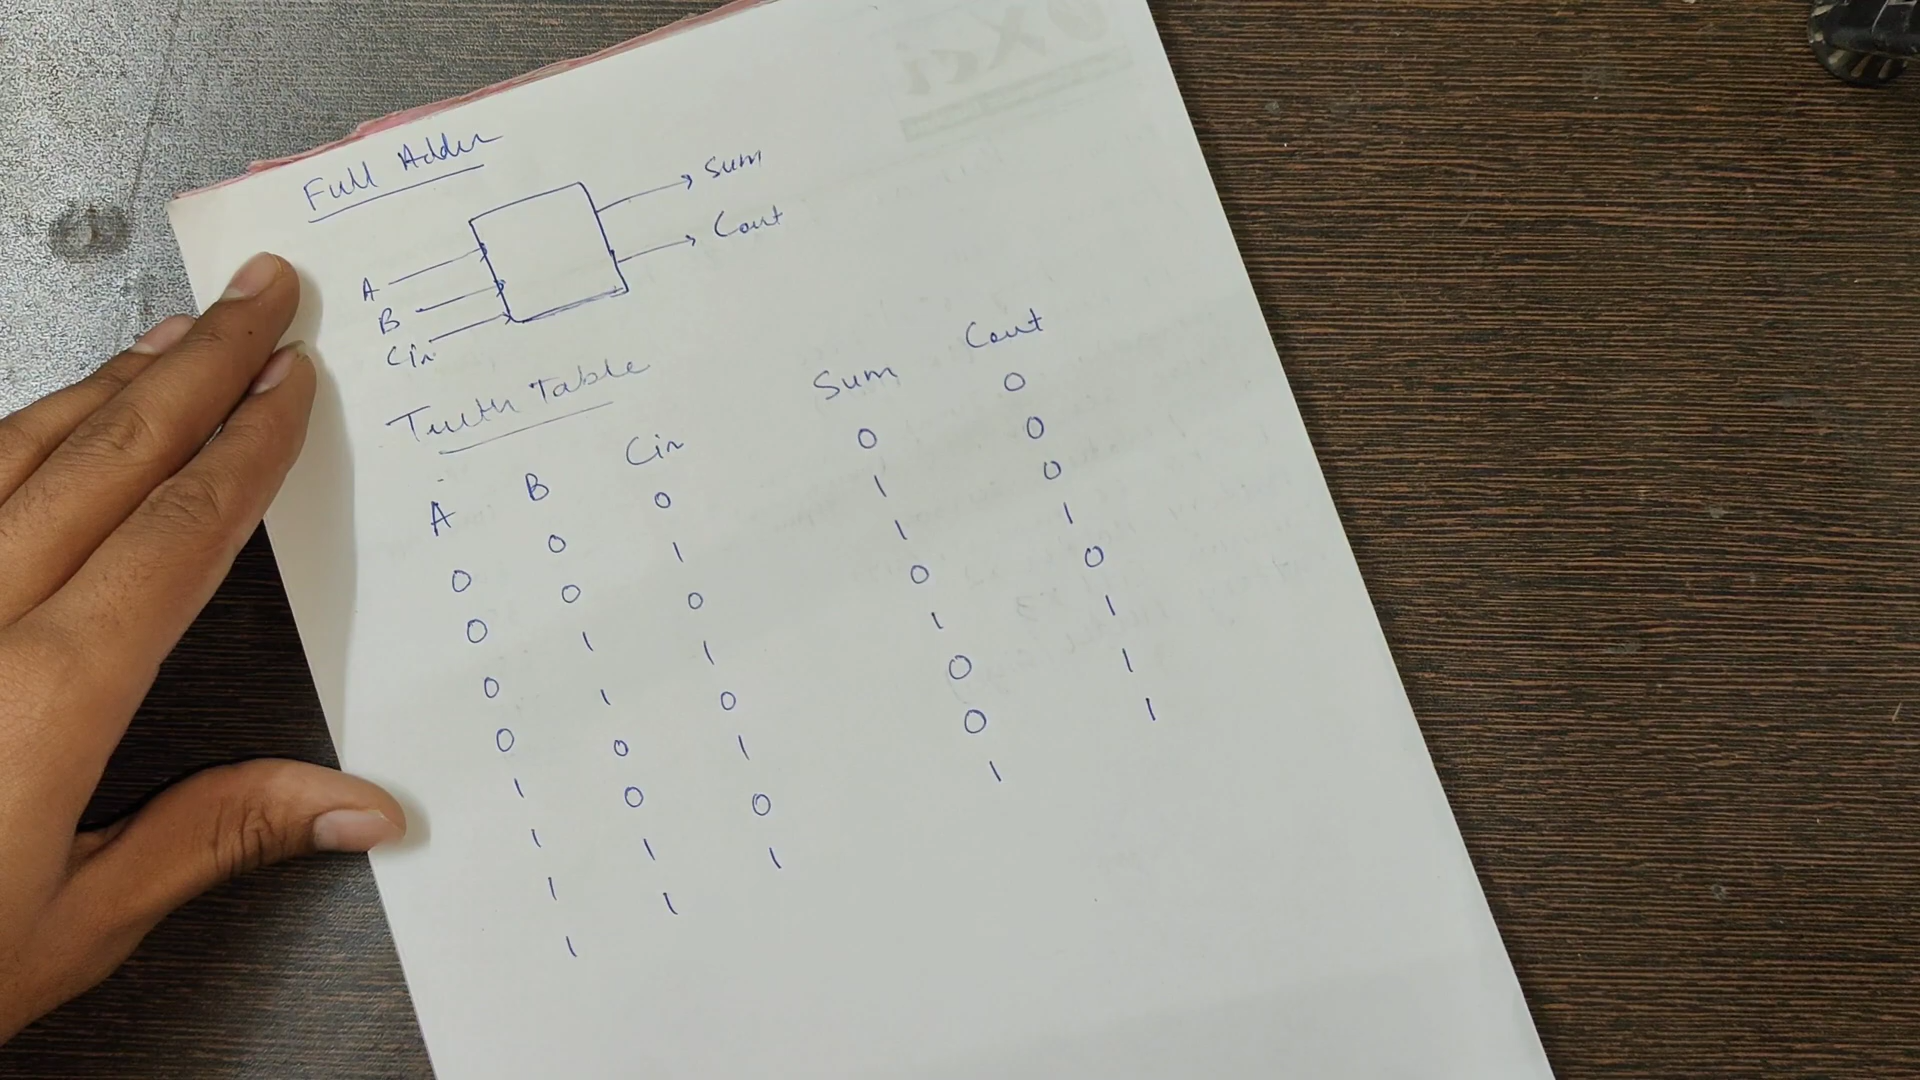 Full Adder
Sum
A Cout
B
Cin
Truth Table
A B Cin Sum Cout
0 0 0 0 0
0 0 1 1 0
0 1 0 1 0
0 1 1 0 1
1 0 0 1 0
1 0 1 0 1
1 1 0 0 1
1 1 1 1 1